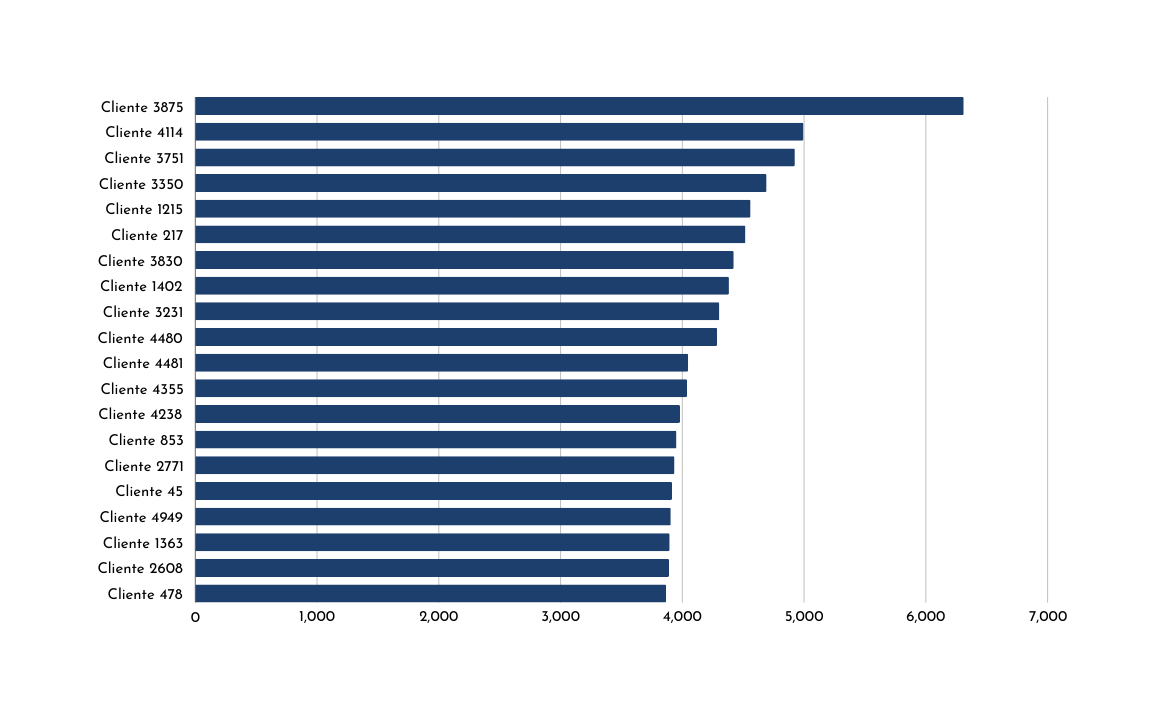 Cliente 3875
Cliente 4114
Cliente 3751
Cliente 3350
Cliente 1215
Cliente 217
Cliente 3830
Cliente 1402
Cliente 3231
Cliente 4480
Cliente 4481
Cliente 4355
Cliente 4238
Cliente 853
Cliente 2771
Cliente 45
Cliente 4949
Cliente 1363
Cliente 2608
Cliente 478
0 1,000 2,000 3,000 4,000 5,000 6,000 7,000